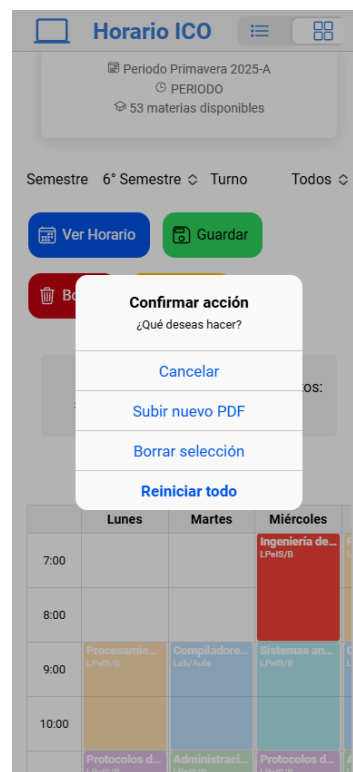 Horario ICO
Periodo Primavera 2025-A
PERIODO
53 materias disponibles
Semestre 6° Semestre Turno Todos
Ver Horario Guardar
Bo
Confirmar acción
¿Qué deseas hacer?
Cancelar
os:
Subir nuevo PDF
Borrar selección
Reiniciar todo
Lunes Martes Miércoles
Ingeniería de...
LPeIS/B
7:00
8:00
Procesamie... Compiladore... Sistemas an...
LPeIS/B Lab/Aula LPeIS/B
9:00
10:00
Protocolos d... Administraci... Protocolos d...